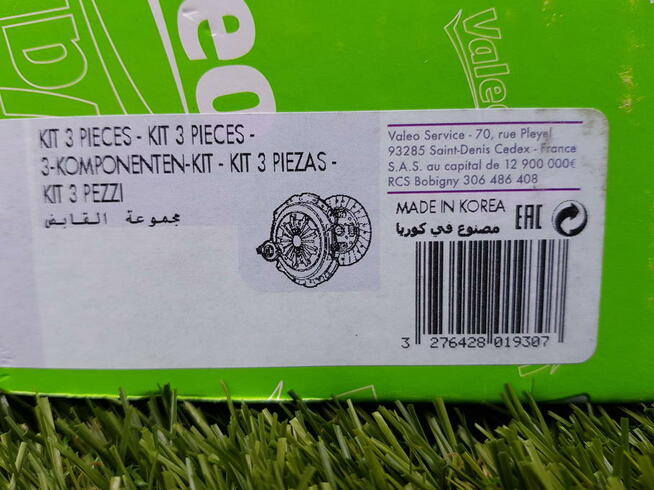 Valeo
KIT 3 PIECES - KIT 3 PIECES -
3-KOMPONENTEN-KIT - KIT 3 PIEZAS -
KIT 3 PEZZI
مجموعة القابض
Valeo Service - 70, rue Pleyel
93285 Saint-Denis Cedex - France
S.A.S. au capital de 12 900 000€
RCS Bobigny 306 486 408
MADE IN KOREA
مصنوع في كوريا
EAC
3 276428 019307